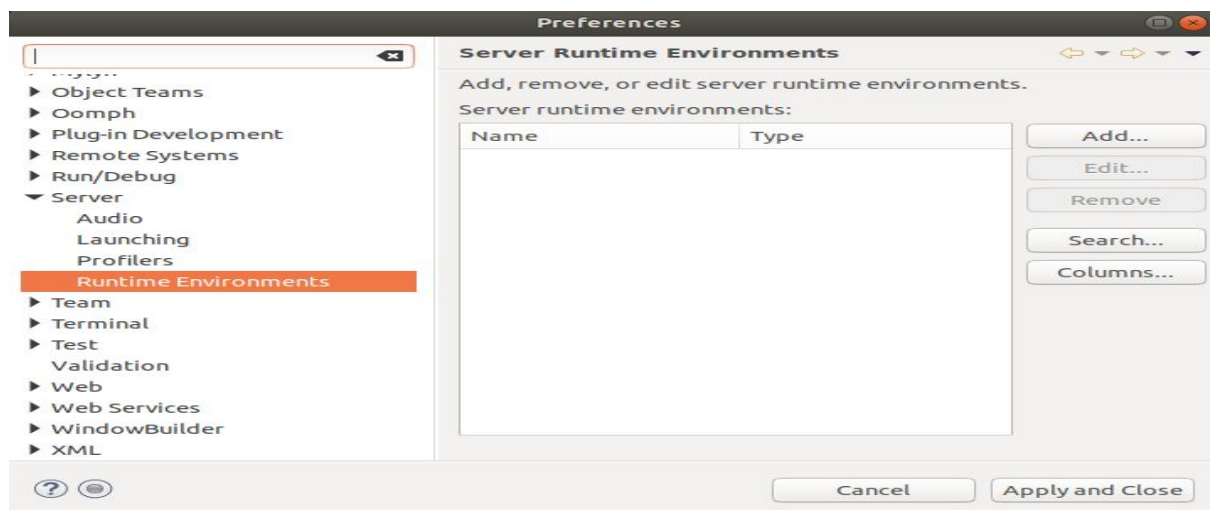 Preferences
Object Teams
Oomph
Plug-in Development
Remote Systems
Run/Debug
Server
Audio
Launching
Profilers
Runtime Environments
Team
Terminal
Test
Validation
Web
Web Services
WindowBuilder
XML
Server Runtime Environments
Add, remove, or edit server runtime environments.
Server runtime environments:
Name Type
Add...
Edit...
Remove
Search...
Columns...
?
Cancel Apply and Close